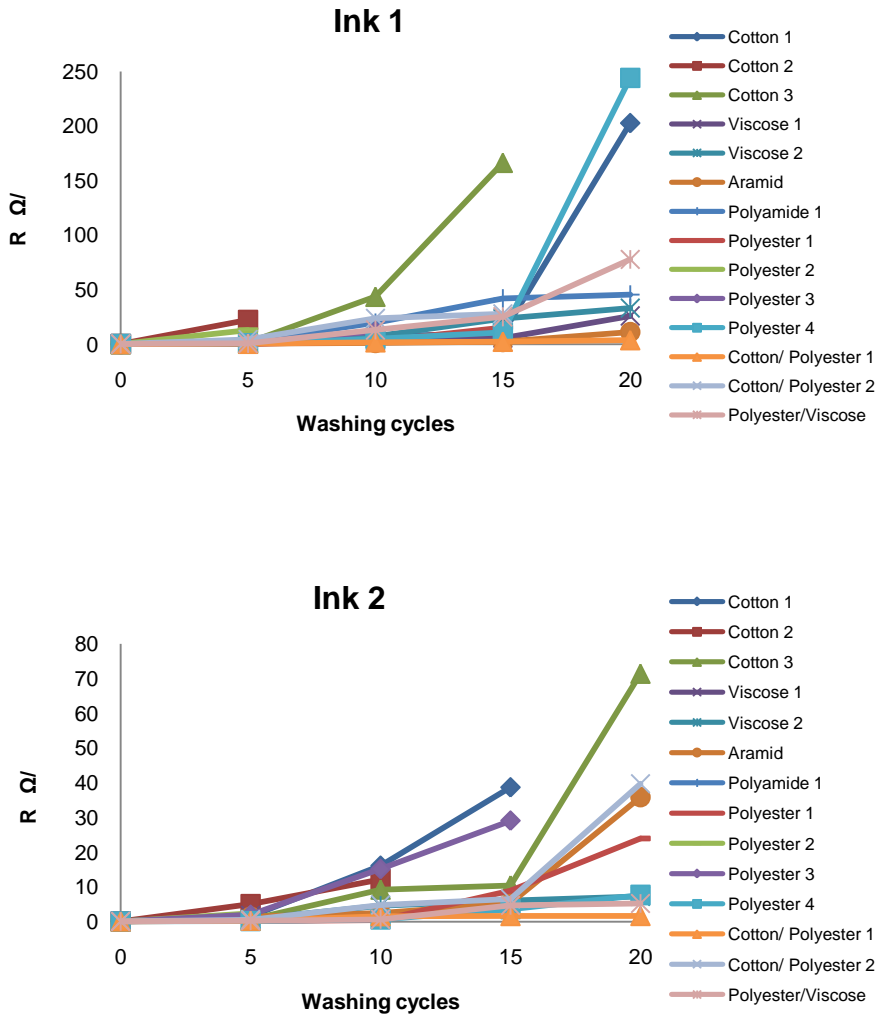 Ink 1
250
200
150
100
50
0
R Ω/
0 5 10 15 20
Washing cycles
Cotton 1
Cotton 2
Cotton 3
Viscose 1
Viscose 2
Aramid
Polyamide 1
Polyester 1
Polyester 2
Polyester 3
Polyester 4
Cotton/ Polyester 1
Cotton/ Polyester 2
Polyester/Viscose
Ink 2
80
70
60
50
40
30
20
10
0
R Ω/
0 5 10 15 20
Washing cycles
Cotton 1
Cotton 2
Cotton 3
Viscose 1
Viscose 2
Aramid
Polyamide 1
Polyester 1
Polyester 2
Polyester 3
Polyester 4
Cotton/ Polyester 1
Cotton/ Polyester 2
Polyester/Viscose